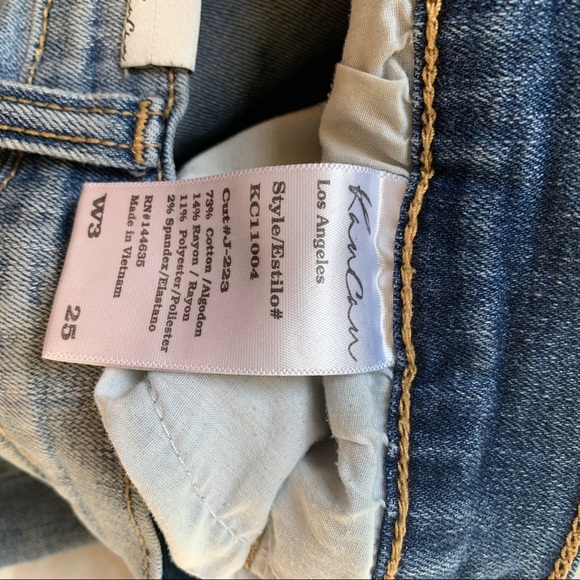 KanCan
Los Angeles
Style/Estilo#
KC11004
Cut#J-223
73% Cotton /Algodon
14% Rayon / Rayon
11% Polyester/Poliester
2% Spandex/Elastano
RN#144635
Made in Vietnam
W3
25